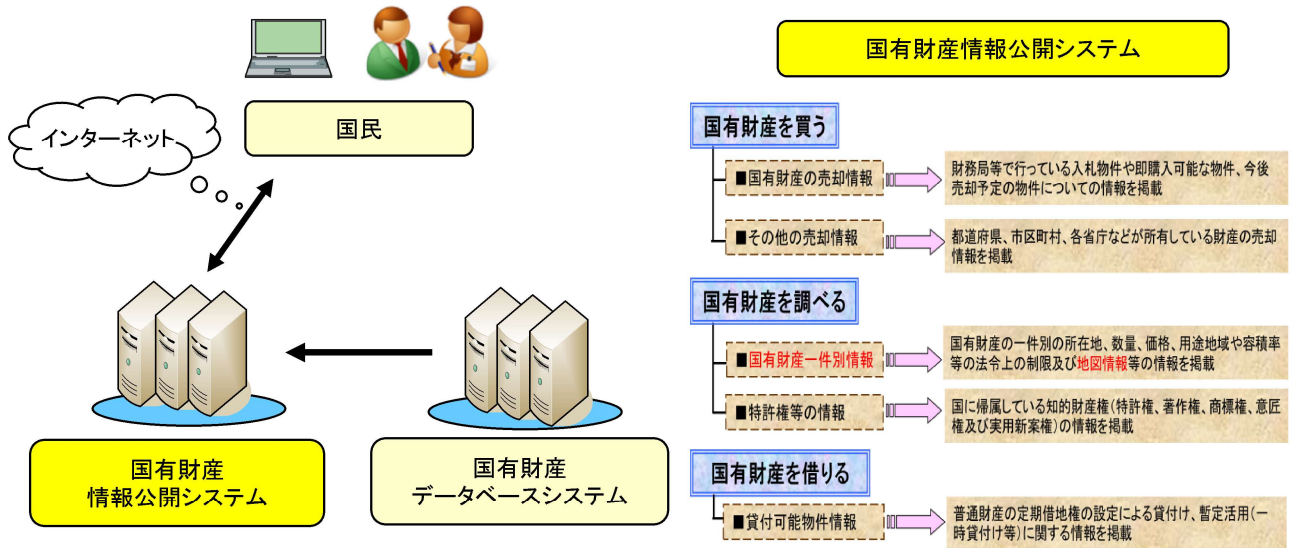 国民
インターネット
国有財産
情報公開システム
国有財産
データベースシステム
国有財産情報公開システム
国有財産を買う
■国有財産の売却情報
財務局等で行っている入札物件や即購入可能な物件、今後
売却予定の物件についての情報を掲載
■その他の売却情報
都道府県、市区町村、各省庁などが所有している財産の売却
情報を掲載
国有財産を調べる
■国有財産一件別情報
国有財産の一件別の所在地、数量、価格、用途地域や容積率
等の法令上の制限及び地図情報等の情報を掲載
■特許権等の情報
国に帰属している知的財産権(特許権、著作権、商標権、意匠
権及び実用新案権)の情報を掲載
国有財産を借りる
■貸付可能物件情報
普通財産の定期借地権の設定による貸付け、暫定活用(一
時貸付け等)に関する情報を掲載